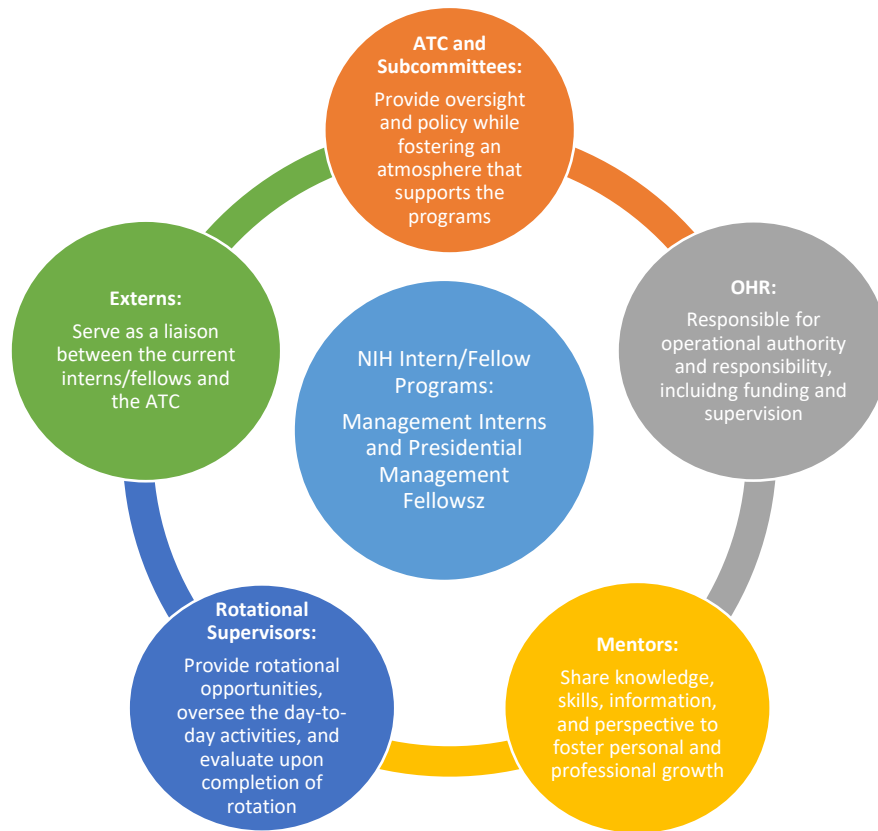 ATC and
Subcommittees:
Provide oversight
and policy while
fostering an
atmosphere that
supports the
programs
OHR:
Responsible for
operational authority
and responsibility,
incluidng funding and
supervision
Mentors:
Share knowledge,
skills, information,
and perspective to
foster personal and
professional growth
Rotational
Supervisors:
Provide rotational
opportunities,
oversee the day-to-
day activities, and
evaluate upon
completion of
rotation
Externs:
Serve as a liaison
between the current
interns/fellows and
the ATC
NIH Intern/Fellow
Programs:
Management Interns
and Presidential
Management
Fellowsz